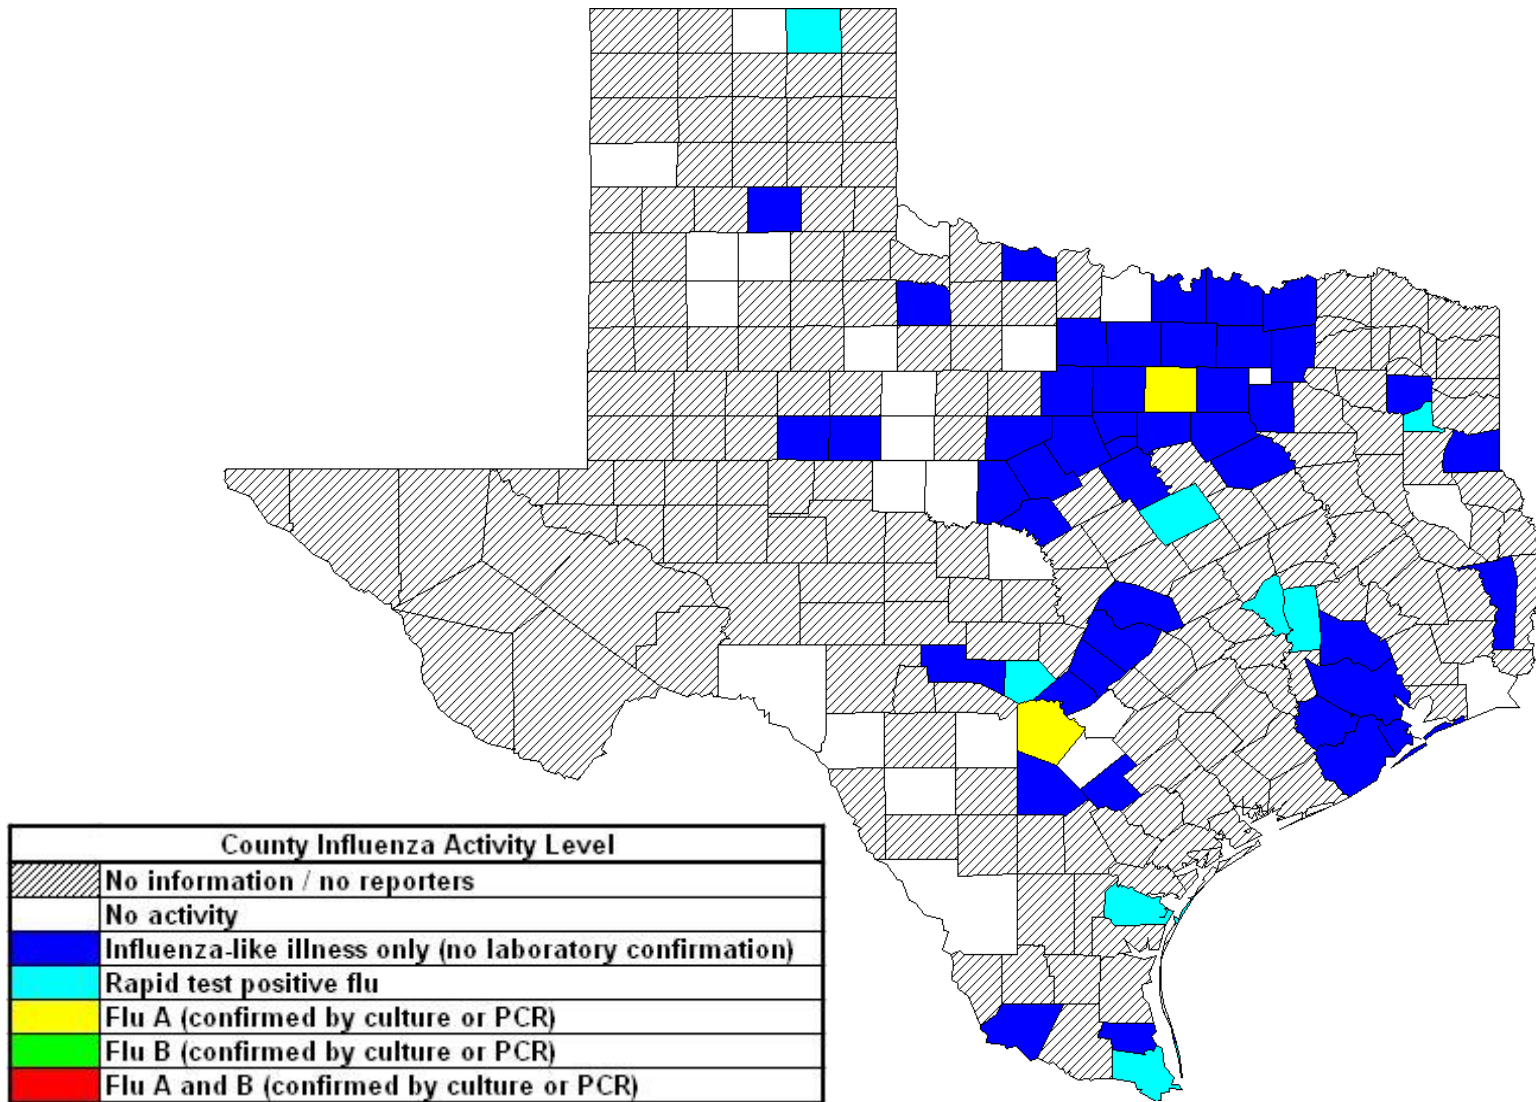 County Influenza Activity Level
No information / no reporters
No activity
Influenza-like illness only (no laboratory confirmation)
Rapid test positive flu
Flu A (confirmed by culture or PCR)
Flu B (confirmed by culture or PCR)
Flu A and B (confirmed by culture or PCR)